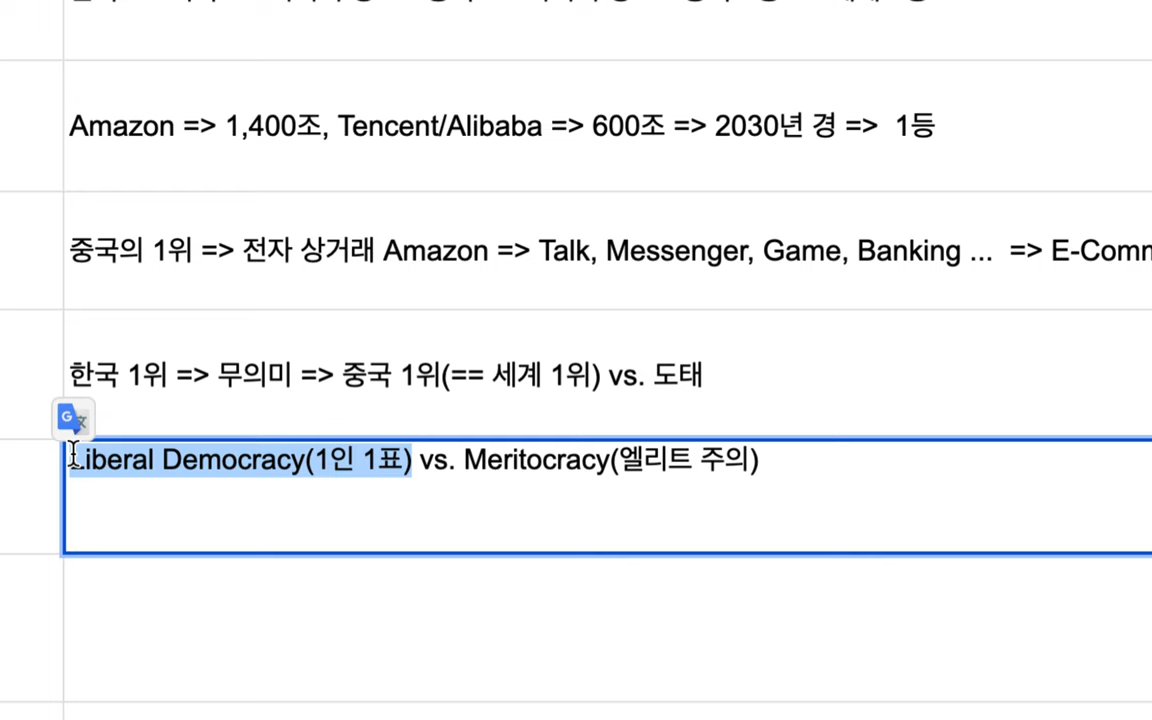 Amazon => 1,400조, Tencent/Alibaba => 600조 => 2030년 경 => 1등
중국의 1위 => 전자 상거래 Amazon => Talk, Messenger, Game, Banking ... => E-Comm
한국 1위 => 무의미 => 중국 1위(== 세계 1위) vs. 도태
Liberal Democracy(1인 1표) vs. Meritocracy(엘리트 주의)